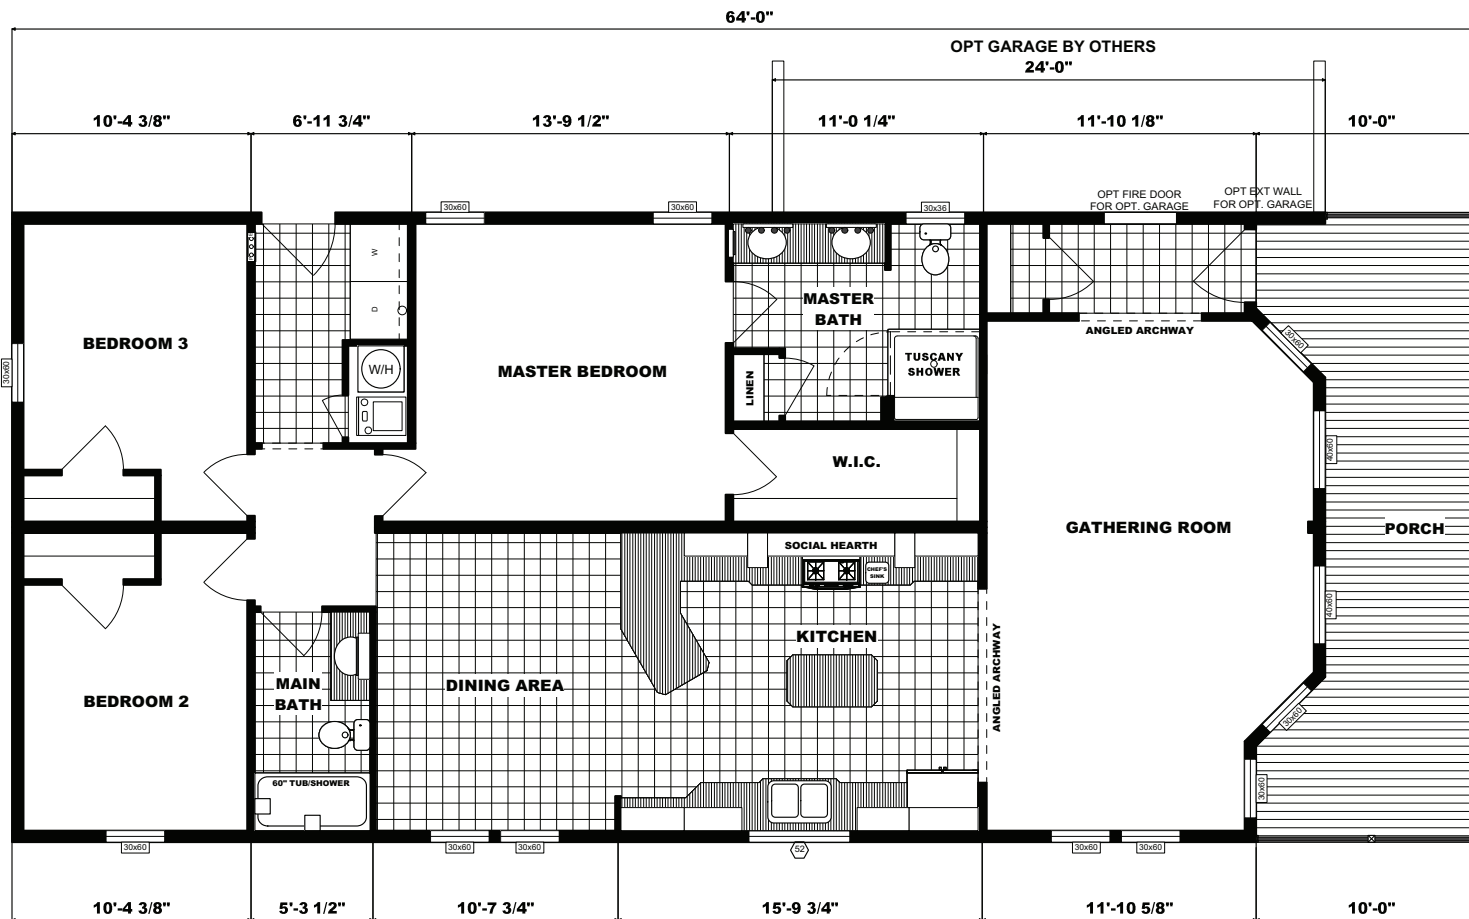 64'-0"
OPT GARAGE BY OTHERS
24'-0"
10'-4 3/8"
6'-11 3/4"
13'-9 1/2"
11'-0 1/4"
11'-10 1/8"
10'-0"
OPT FIRE DOOR
FOR OPT. GARAGE
OPT EXT WALL
FOR OPT. GARAGE
30x60
30x60
30x36
W
D
W/H
BEDROOM 3
30x60
MASTER BEDROOM
MASTER
BATH
LINEN
TUSCANY
SHOWER
ANGLED ARCHWAY
30x60
W.I.C.
40x60
GATHERING ROOM
PORCH
SOCIAL HEARTH
CHEF'S
SINK
40x60
KITCHEN
ANGLED ARCHWAY
DINING AREA
MAIN
BATH
BEDROOM 2
30x60
60" TUB/SHOWER
30x60
30x60
30x60
30x60
52
30x60
30x60
10'-4 3/8"
5'-3 1/2"
10'-7 3/4"
15'-9 3/4"
11'-10 5/8"
10'-0"